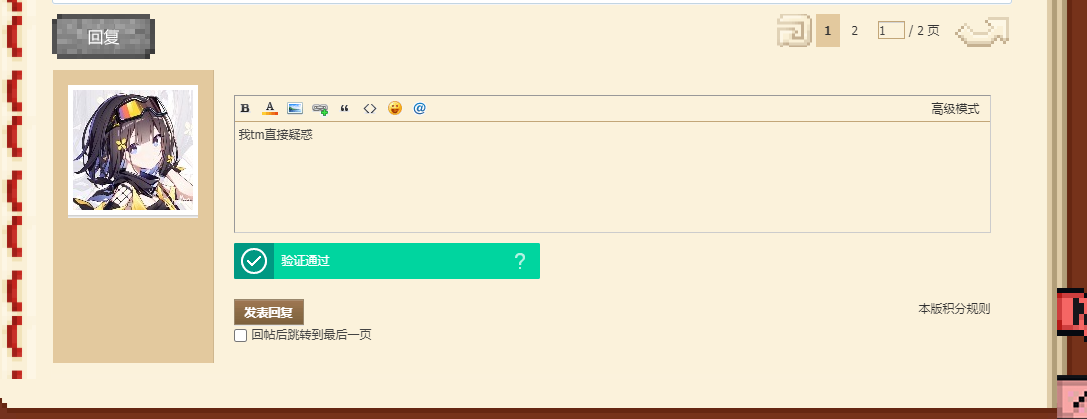 回复
1 2 1 / 2 页
B A “ <> @ 高级模式
我tm直接疑惑
验证通过 ?
发表回复 本版积分规则
回帖后跳转到最后一页